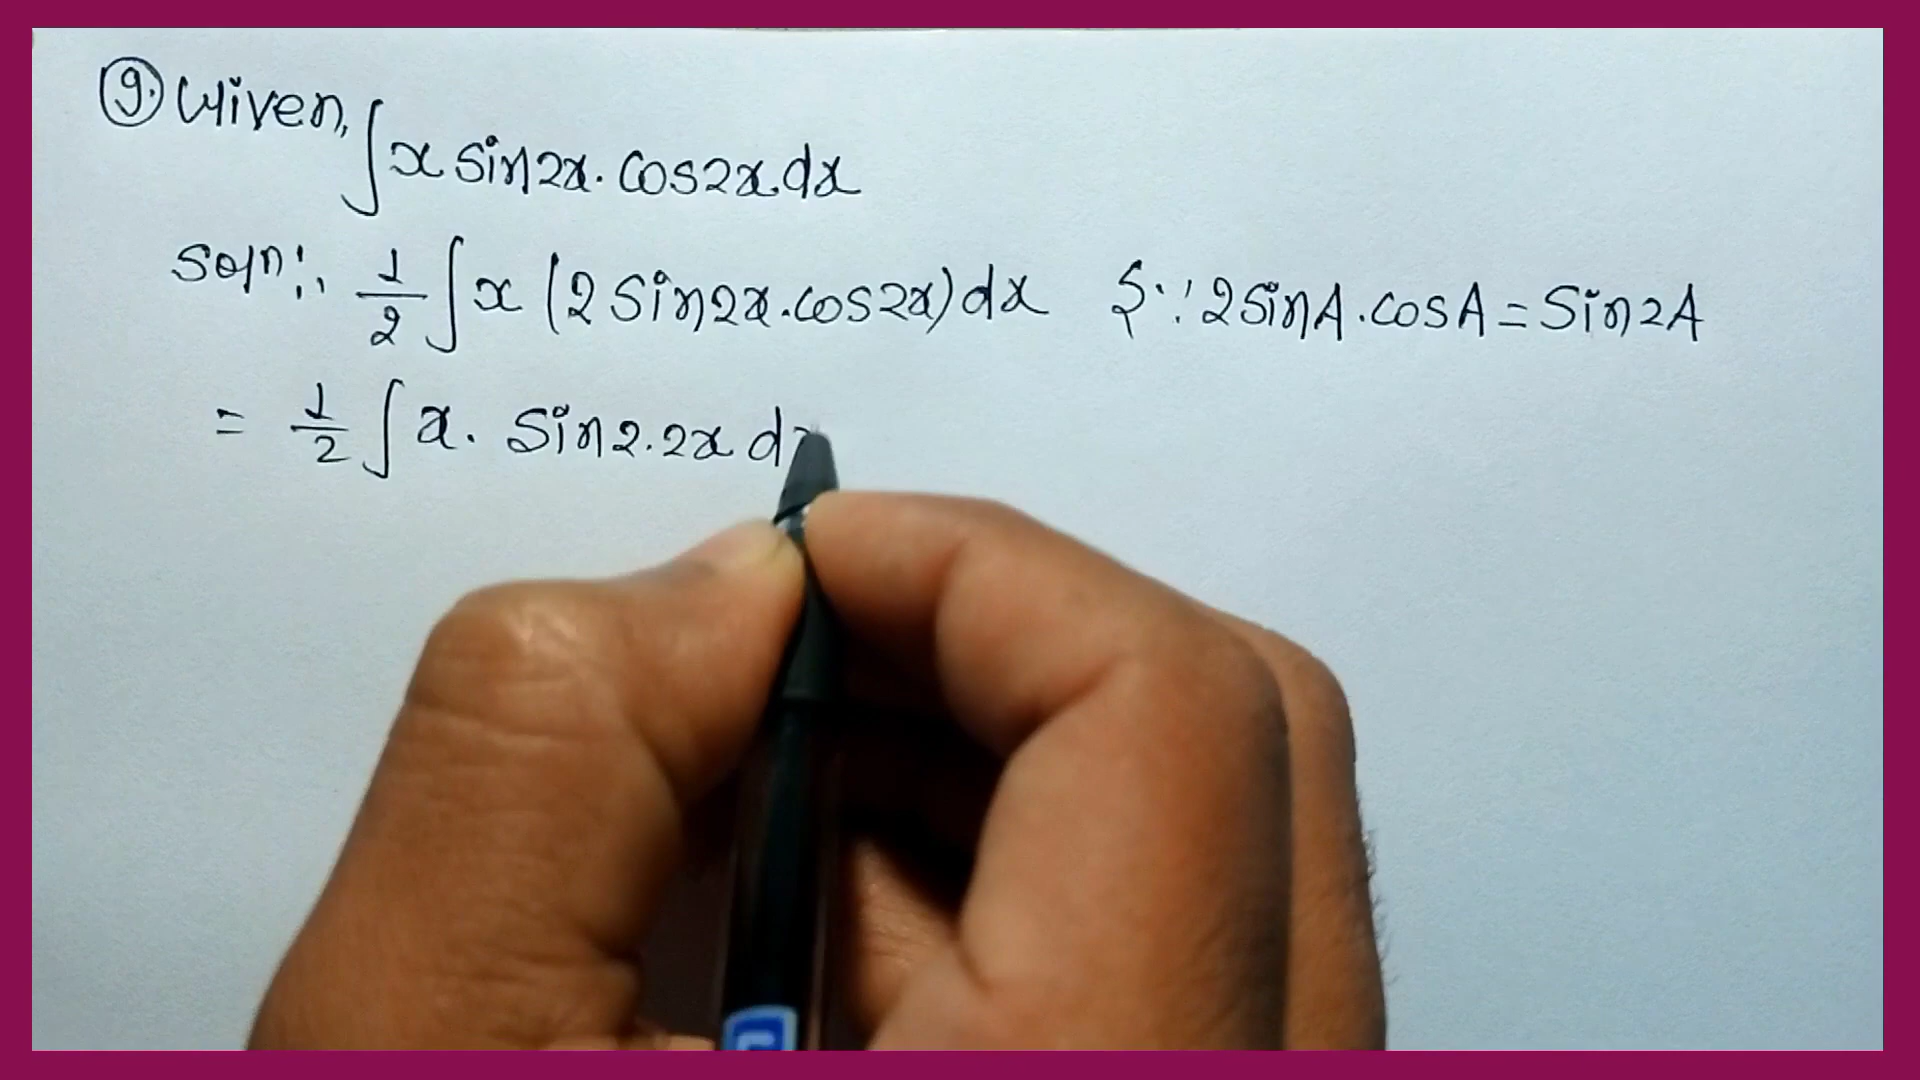 9. Given, ∫x sin2x.cos2x.dx
Soln:. 1/2 ∫x (2 sin2x.cos2x) dx {∵ 2sinA.cosA = Sin2A
= 1/2 ∫x. Sin2.2x dx